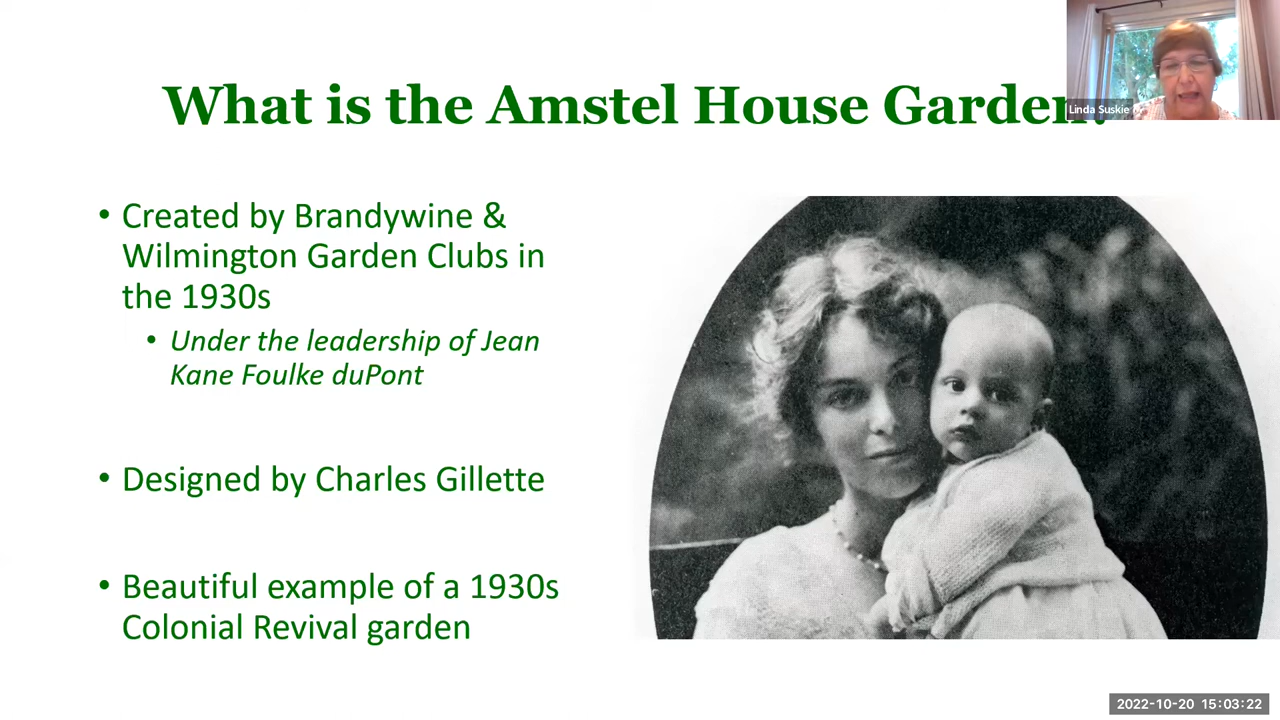 What is the Amstel House Garden?
Linda Suskie
• Created by Brandywine &
Wilmington Garden Clubs in
the 1930s
• Under the leadership of Jean
Kane Foulke duPont
• Designed by Charles Gillette
• Beautiful example of a 1930s
Colonial Revival garden
2022-10-20 15:03:22